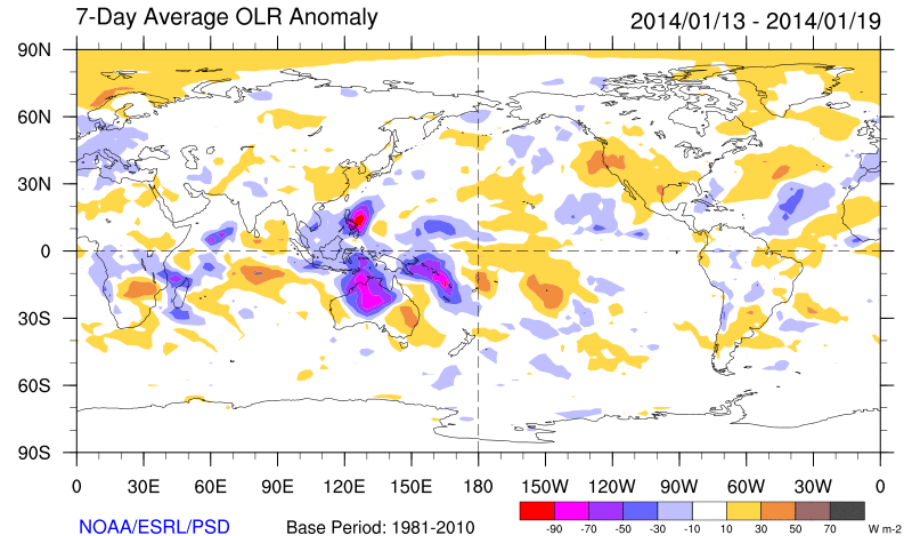 7-Day Average OLR Anomaly 2014/01/13 - 2014/01/19
90N
60N
30N
0
30S
60S
90S
0 30E 60E 90E 120E 150E 180 150W 120W 90W 60W 30W 0
NOAA/ESRL/PSD Base Period: 1981-2010
-90 -70 -50 -30 -10 10 30 50 70 W m-2